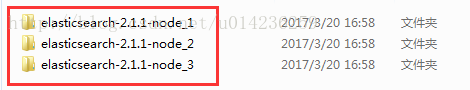 elasticsearch-2.1.1-node_1 2017/3/20 16:58 文件夹
elasticsearch-2.1.1-node_2 2017/3/20 16:58 文件夹
elasticsearch-2.1.1-node_3 2017/3/20 16:58 文件夹